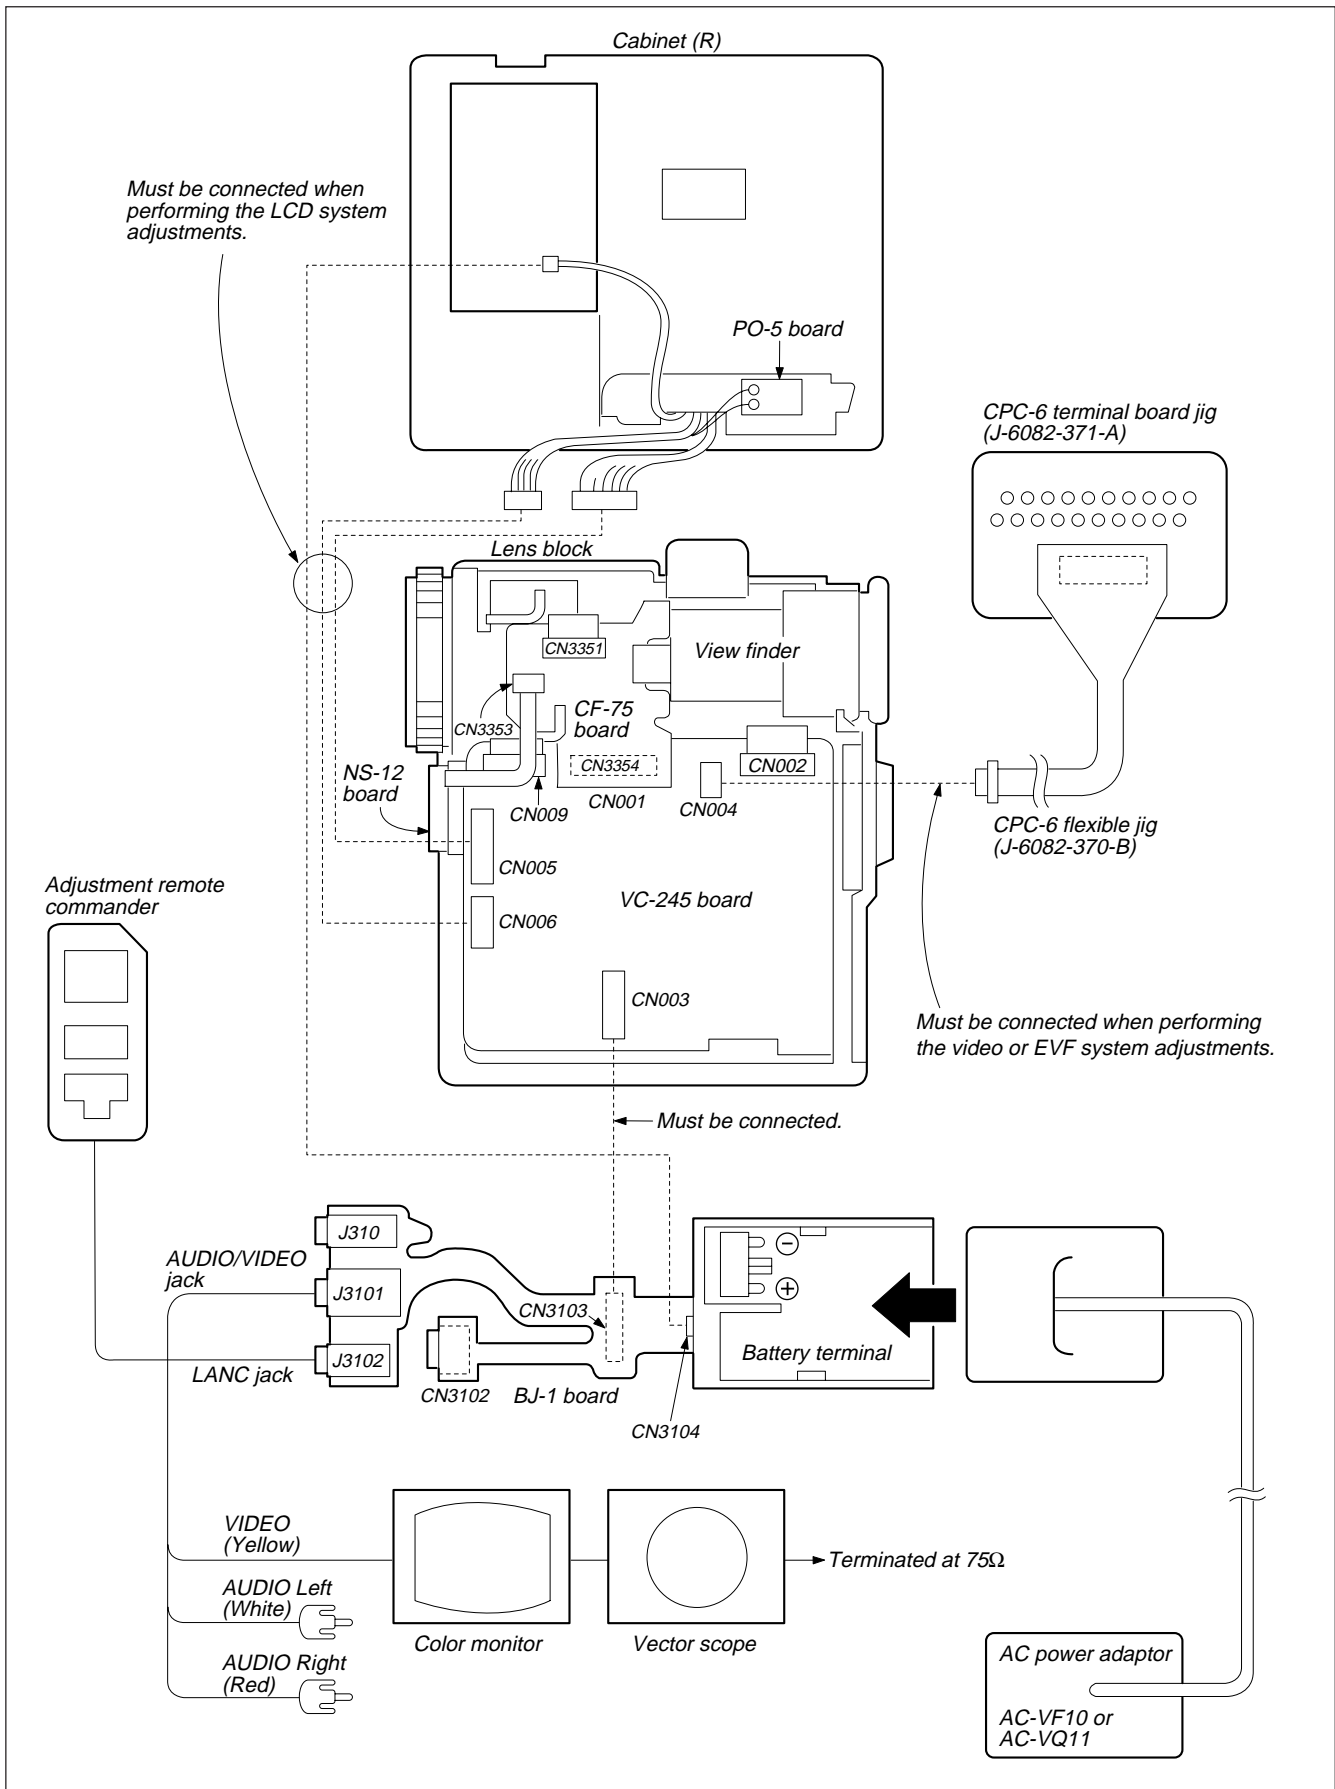 Cabinet (R)
Must be connected when
performing the LCD system
adjustments.
PO-5 board
CPC-6 terminal board jig
(J-6082-371-A)
Lens block
CN3351
View finder
CN3353
CF-75
board
CN3354
CN002
NS-12
board
CN009
CN001
CN004
CPC-6 flexible jig
(J-6082-370-B)
CN005
Adjustment remote
commander
VC-245 board
CN006
CN003
Must be connected when performing
the video or EVF system adjustments.
Must be connected.
J310
AUDIO/VIDEO
jack
J3101
CN3103
J3102
LANC jack
Battery terminal
CN3102
BJ-1 board
CN3104
VIDEO
(Yellow)
Terminated at 75Ω
AUDIO Left
(White)
Color monitor
Vector scope
AUDIO Right
(Red)
AC power adaptor
AC-VF10 or
AC-VQ11